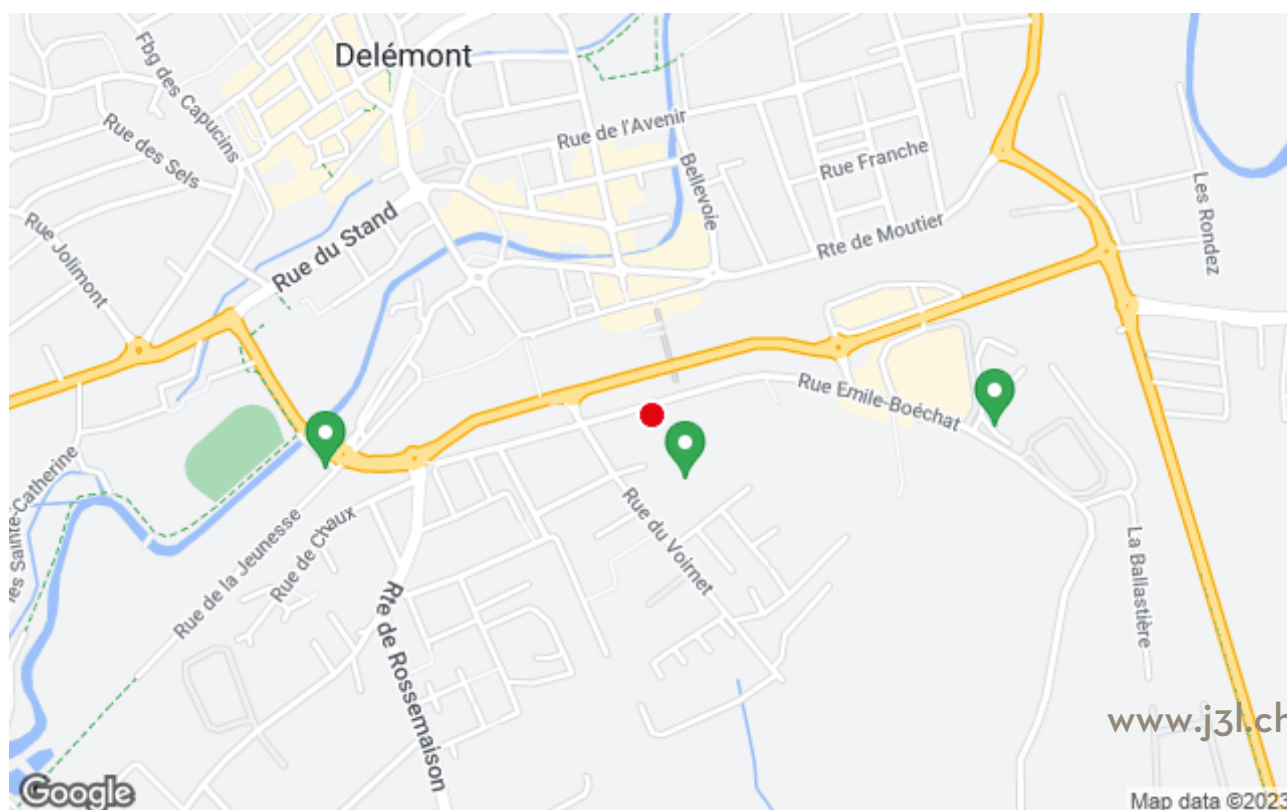 Delémont
Fbg des Capucins
Rue des Sels
Rue Jolimont
Rue du Stand
Rue de l'Avenir
Bellevoie
Rue Franche
Rte de Moutier
Les Rondez
Rue Emile-Boéchat
les Sainte-Catherine
Rue de la Jeunesse
Rue de Chaux
Rue du Voirnet
Rte de Rossemaison
La Ballastière
www.j3l.ch
Google
Map data ©2023